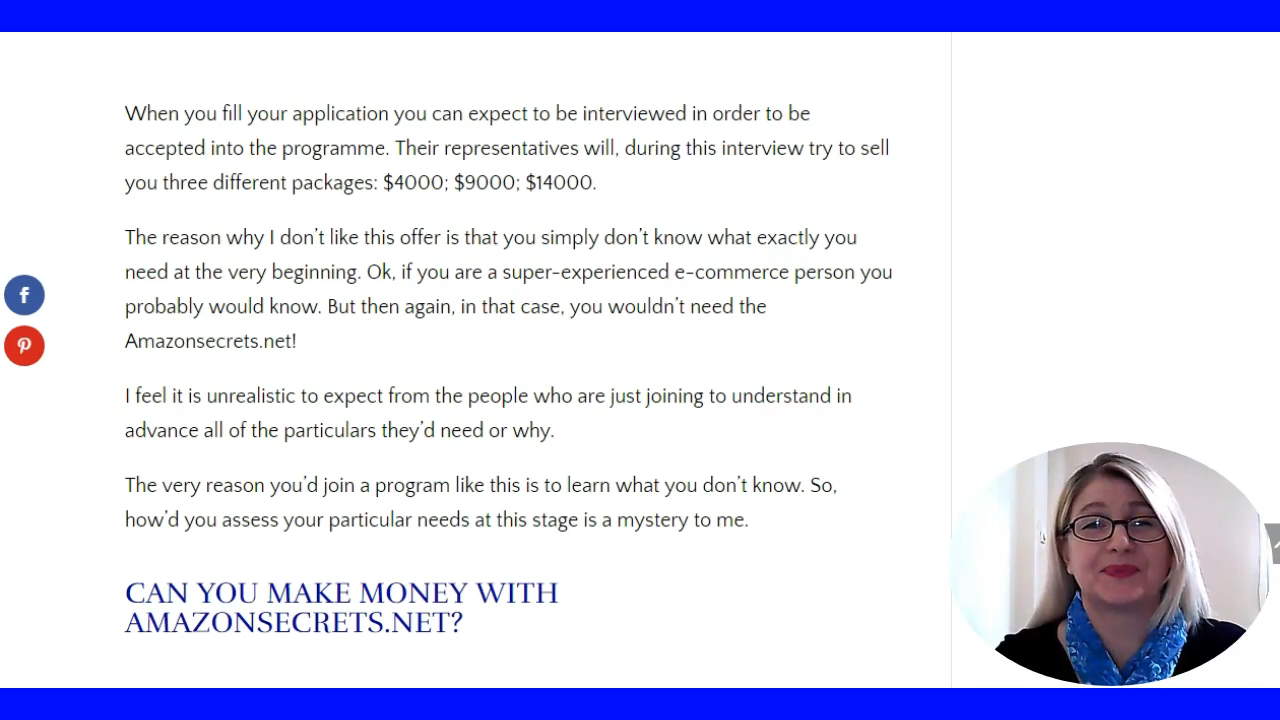 When you fill your application you can expect to be interviewed in order to be
accepted into the programme. Their representatives will, during this interview try to sell
you three different packages: $4000; $9000; $14000.
The reason why I don’t like this offer is that you simply don’t know what exactly you
need at the very beginning. Ok, if you are a super-experienced e-commerce person you
probably would know. But then again, in that case, you wouldn’t need the
Amazonsecrets.net!
I feel it is unrealistic to expect from the people who are just joining to understand in
advance all of the particulars they’d need or why.
The very reason you’d join a program like this is to learn what you don’t know. So,
how’d you assess your particular needs at this stage is a mystery to me.
CAN YOU MAKE MONEY WITH
AMAZONSECRETS.NET?